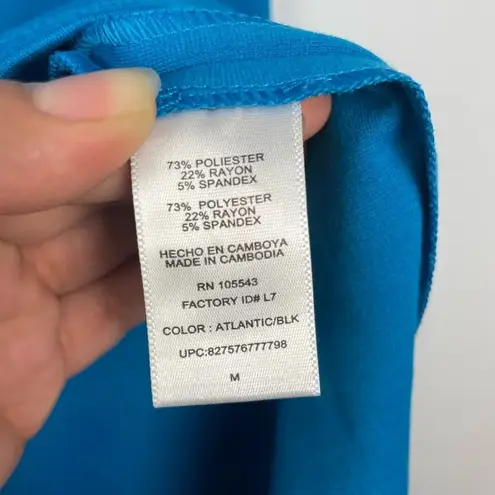 73% POLIESTER
22% RAYON
5% SPANDEX
73% POLYESTER
22% RAYON
5% SPANDEX
HECHO EN CAMBOYA
MADE IN CAMBODIA
RN 105543
FACTORY ID# L7
COLOR : ATLANTIC/BLK
UPC:827576777798
M